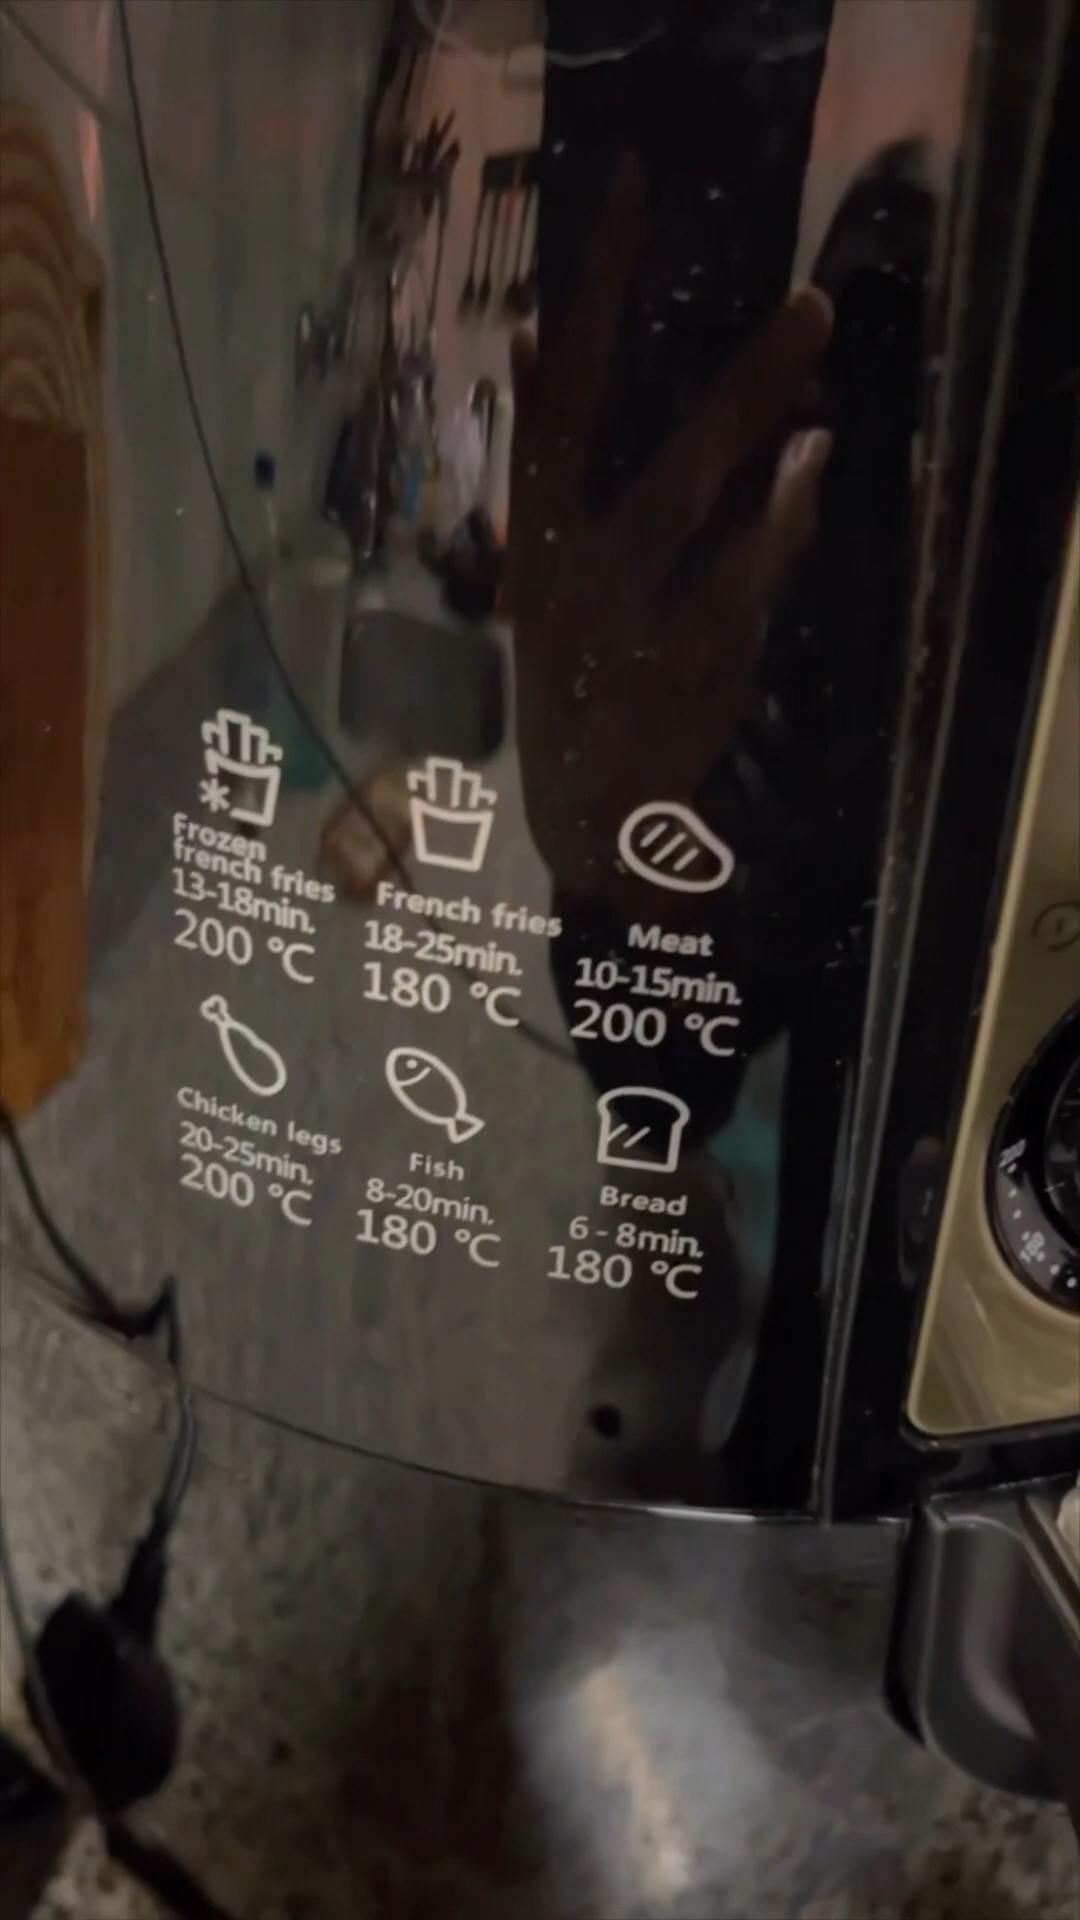 Frozen
french fries
13-18min.
200 °C
French fries
18-25min.
180 °C
Meat
10-15min.
200 °C
Chicken legs
20-25min.
200 °C
Fish
8-20min.
180 °C
Bread
6 - 8min.
180 °C